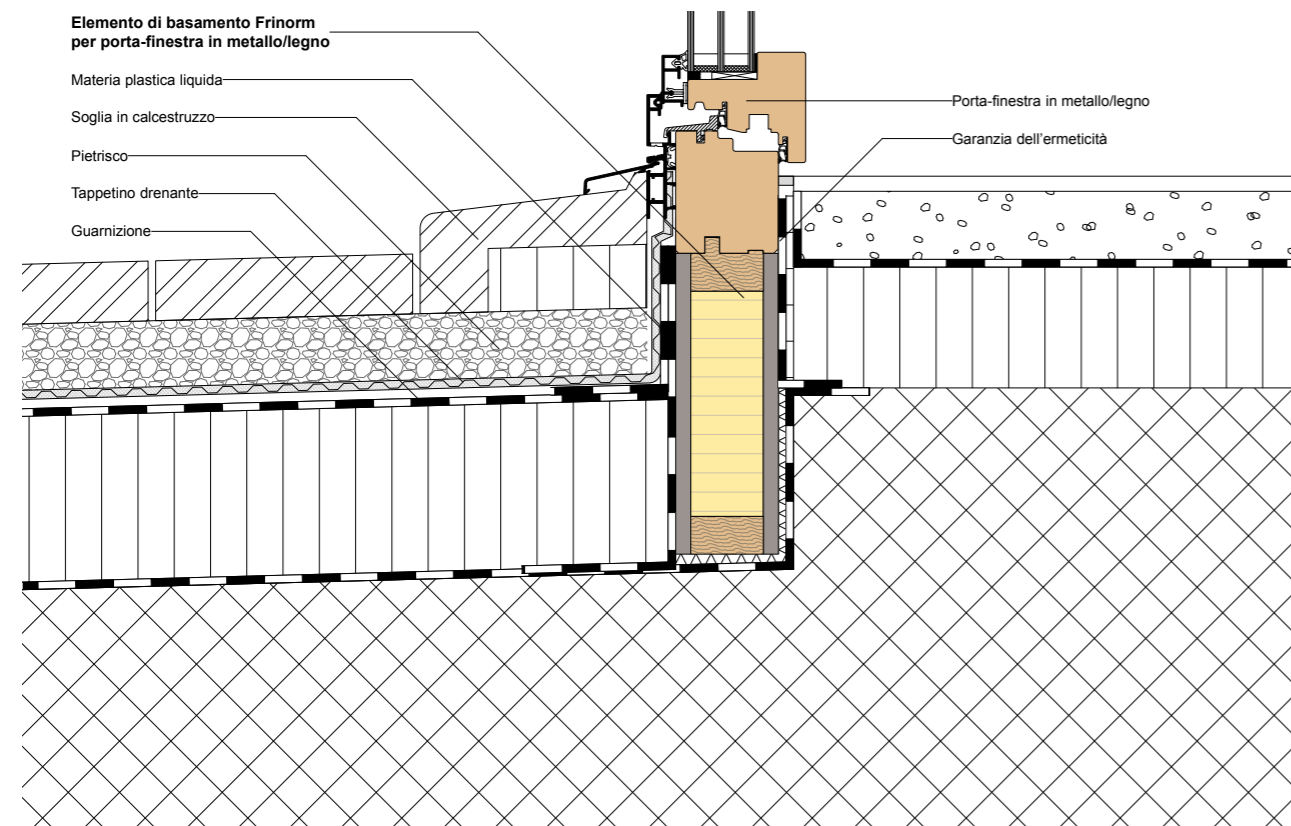 Elemento di basamento Frinorm
per porta-finestra in metallo/legno
Materia plastica liquida
Soglia in calcestruzzo
Pietrisco
Tappetino drenante
Guarnizione
Porta-finestra in metallo/legno
Garanzia dell'ermeticità